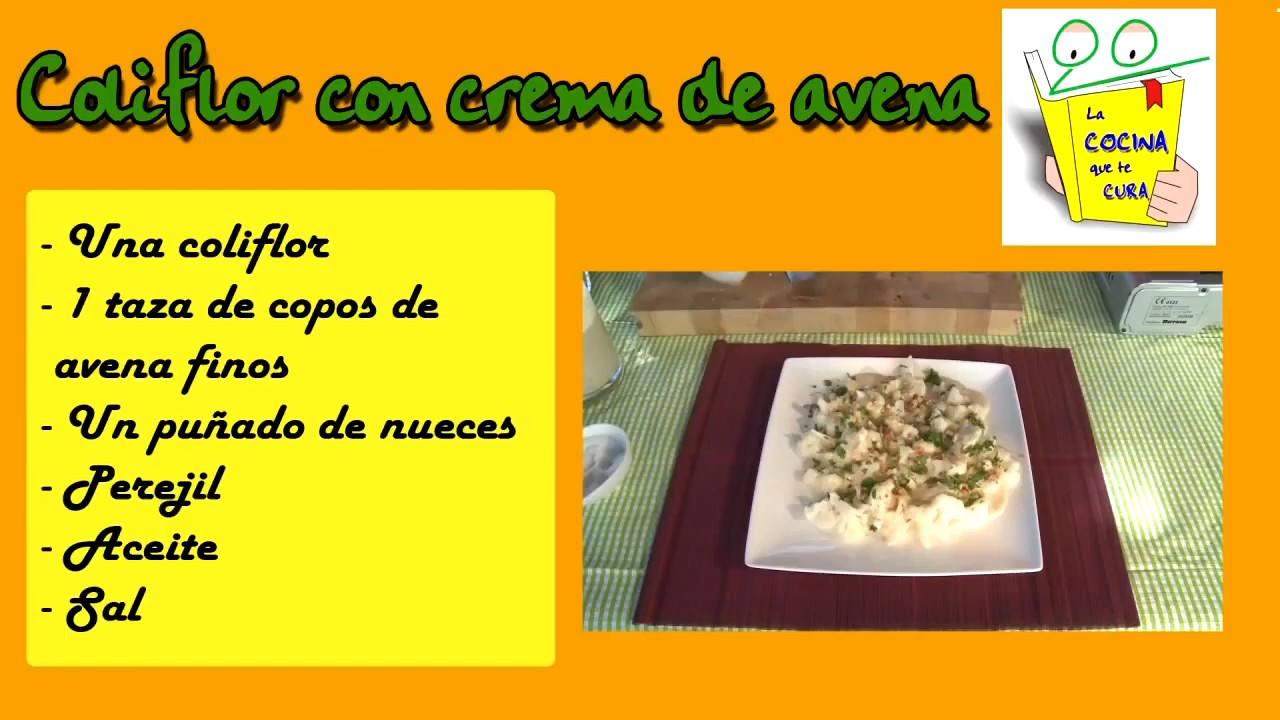 Coliflor con crema de avena
La
COCINA
que te
CURA
- Una coliflor
- 1 taza de copos de
avena finos
- Un puñado de nueces
- Perejil
- Aceite
- Sal